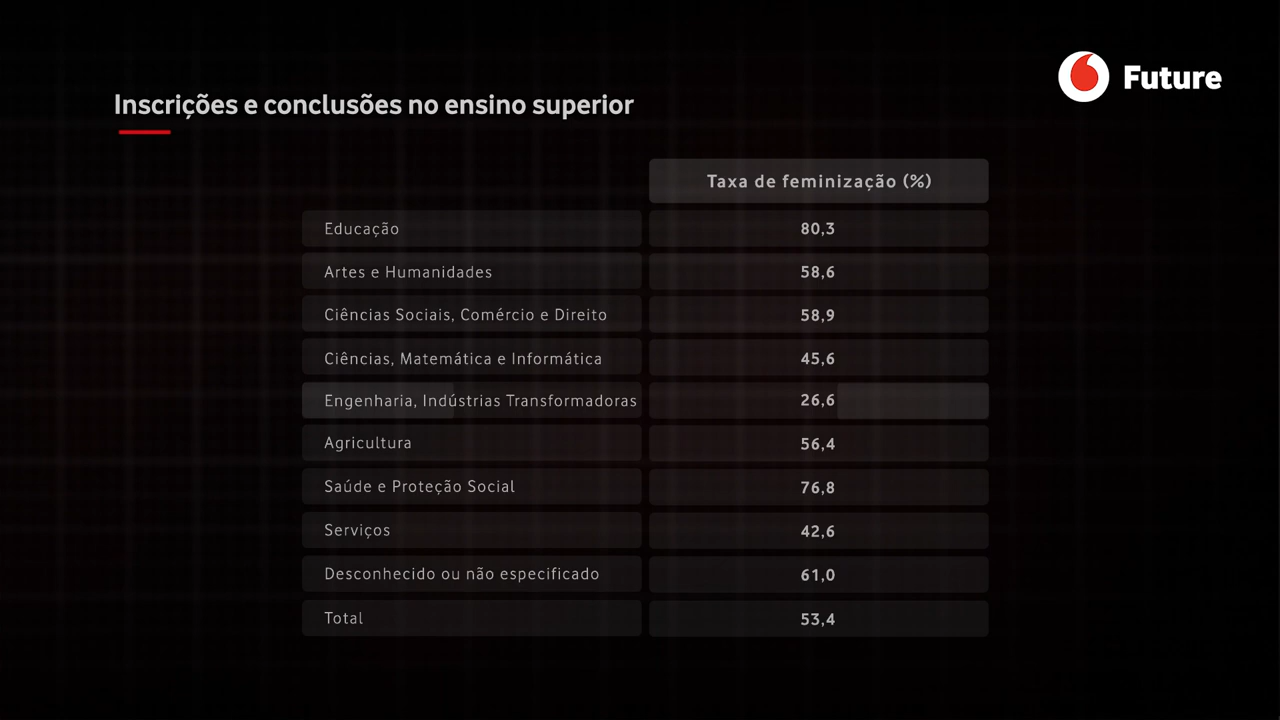 Future
Inscrições e conclusões no ensino superior
Taxa de feminização (%)
Educação 80,3
Artes e Humanidades 58,6
Ciências Sociais, Comércio e Direito 58,9
Ciências, Matemática e Informática 45,6
Engenharia, Indústrias Transformadoras 26,6
Agricultura 56,4
Saúde e Proteção Social 76,8
Serviços 42,6
Desconhecido ou não especificado 61,0
Total 53,4